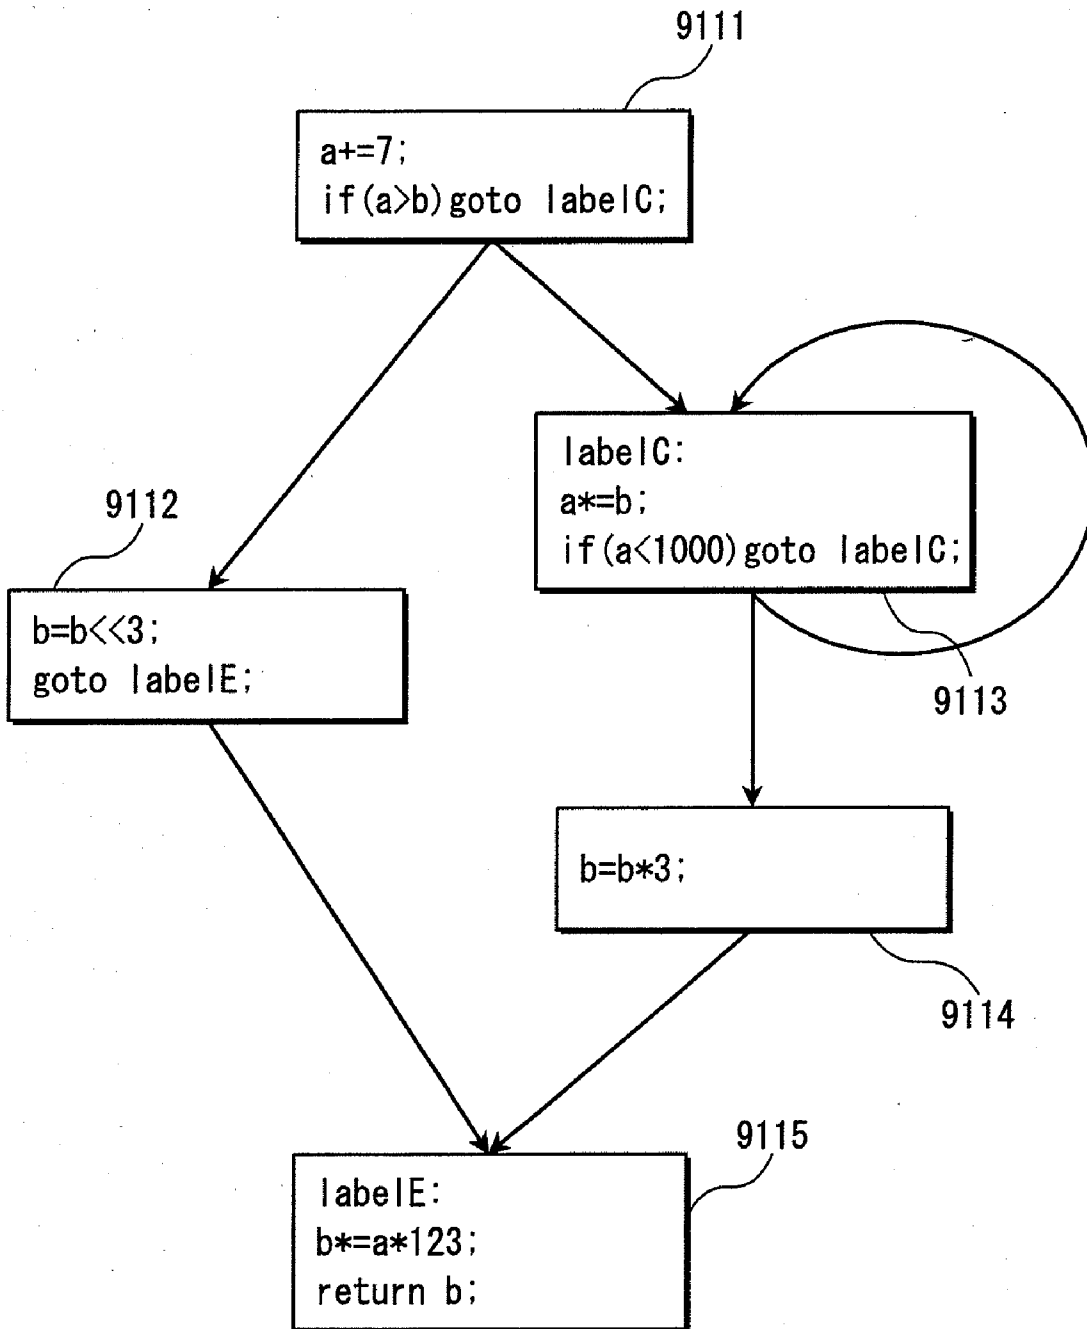 9111
a+=7;
if(a>b)goto labelC;
labelC:
a*=b;
if(a<1000)goto labelC;
9112
b=b<<3;
goto labelE;
9113
b=b*3;
9114
9115
labelE:
b*=a*123;
return b;